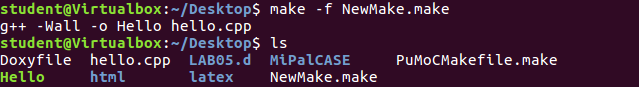 student@Virtualbox:~/Desktop$ make -f NewMake.make
g++ -Wall -o Hello hello.cpp
student@Virtualbox:~/Desktop$ ls
Doxyfile hello.cpp LAB05.d MiPalCASE PuMoCMakefile.make
Hello html latex NewMake.make